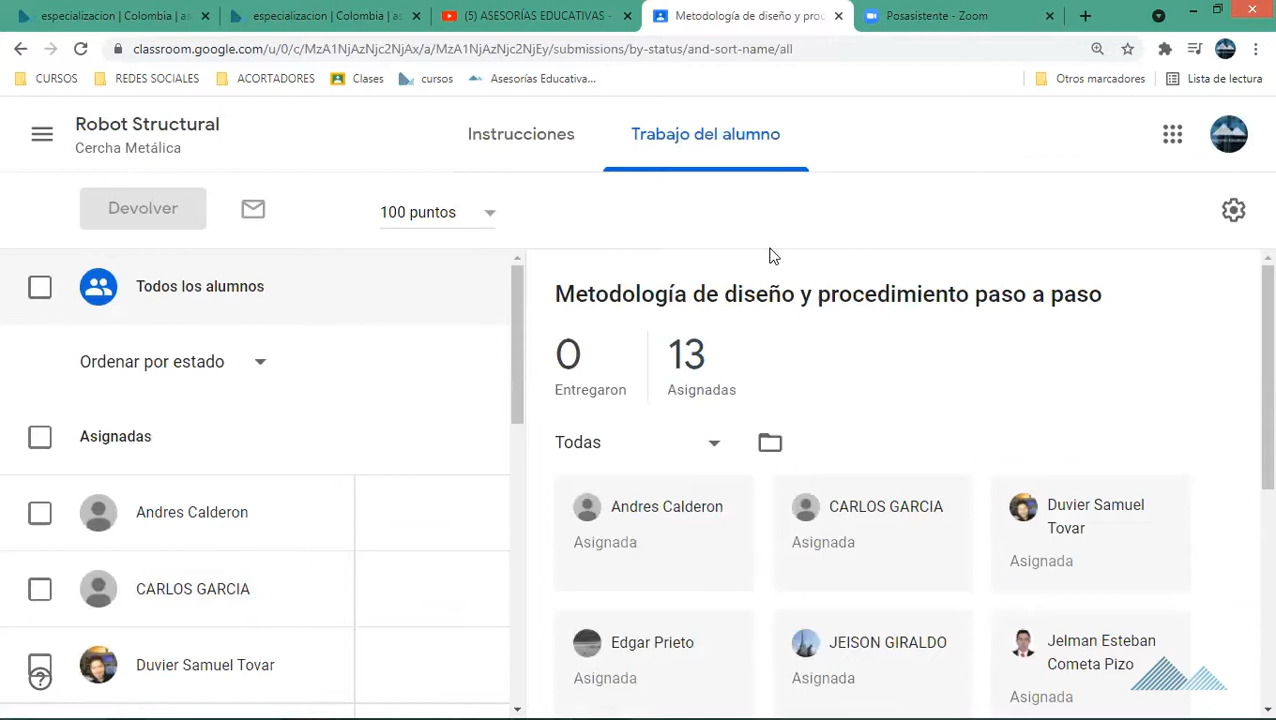 especializacion | Colombia | as
especializacion | Colombia | as
(5) ASESORÍAS EDUCATIVAS -
Metodología de diseño y proc
Posasistente - Zoom
classroom.google.com/u/0/c/MzA1NjAzNjc2NjAx/a/MzA1NjAzNjc2NjEy/submissions/by-status/and-sort-name/all
CURSOS
REDES SOCIALES
ACORTADORES
Clases
cursos
Asesorías Educativa...
Otros marcadores
Lista de lectura
Robot Structural
Cercha Metálica
Instrucciones
Trabajo del alumno
Devolver
100 puntos
Todos los alumnos
Ordenar por estado
Asignadas
Andres Calderon
CARLOS GARCIA
Duvier Samuel Tovar
Metodología de diseño y procedimiento paso a paso
0
Entregaron
13
Asignadas
Todas
Andres Calderon
Asignada
CARLOS GARCIA
Asignada
Duvier Samuel
Tovar
Asignada
Edgar Prieto
Asignada
JEISON GIRALDO
Asignada
Jelman Esteban
Cometa Pizo
Asignada